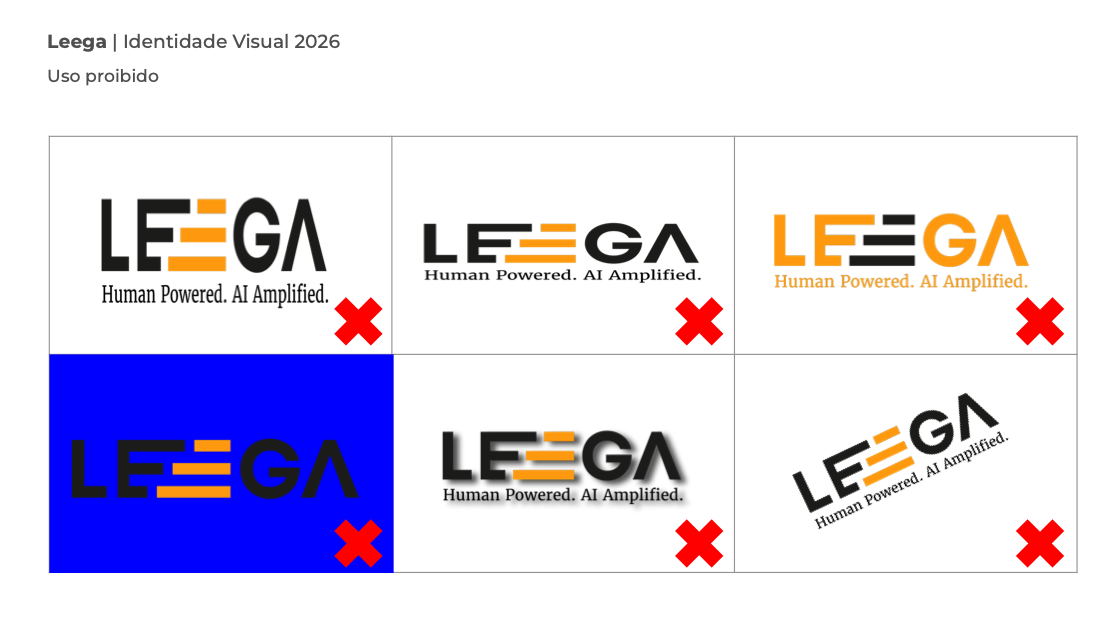 Leega | Identidade Visual 2026
Uso proibido
LEEGA
Human Powered. AI Amplified.
LEEGA
Human Powered. AI Amplified.
LEEGA
Human Powered. AI Amplified.
LEEGA
LEEGA
Human Powered. AI Amplified.
LEEGA
Human Powered. AI Amplified.